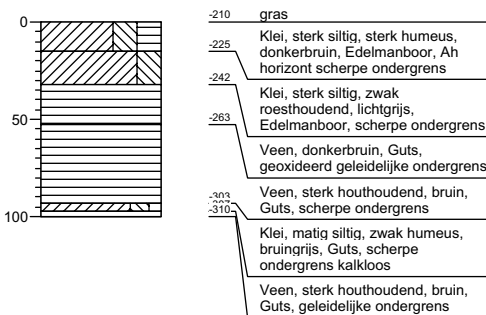 0
50
100
-210 gras
-225 Klei, sterk siltig, sterk humeus,
donkerbruin, Edelmanboor, Ah
horizont scherpe ondergrens
-242
Klei, sterk siltig, zwak
roesthoudend, lichtgrijs,
Edelmanboor, scherpe ondergrens
-263
Veen, donkerbruin, Guts,
geoxideerd geleidelijke ondergrens
-303
Veen, sterk houthoudend, bruin,
Guts, scherpe ondergrens
-307
-310
Klei, matig siltig, zwak humeus,
bruingrijs, Guts, scherpe
ondergrens kalkloos
Veen, sterk houthoudend, bruin,
Guts, geleidelijke ondergrens